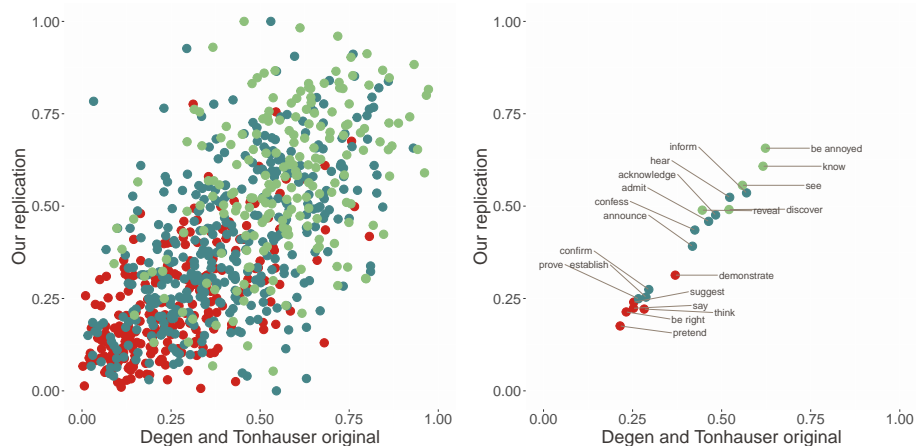 1.00
0.75
0.50
0.25
0.00
Our replication
0.00 0.25 0.50 0.75 1.00
Degen and Tonhauser original
1.00
0.75
0.50
0.25
0.00
Our replication
inform
be annoyed
hear
know
acknowledge
see
admit
confess
reveal discover
announce
confirm
demonstrate
prove establish
suggest
say
think
be right
pretend
0.00 0.25 0.50 0.75 1.00
Degen and Tonhauser original